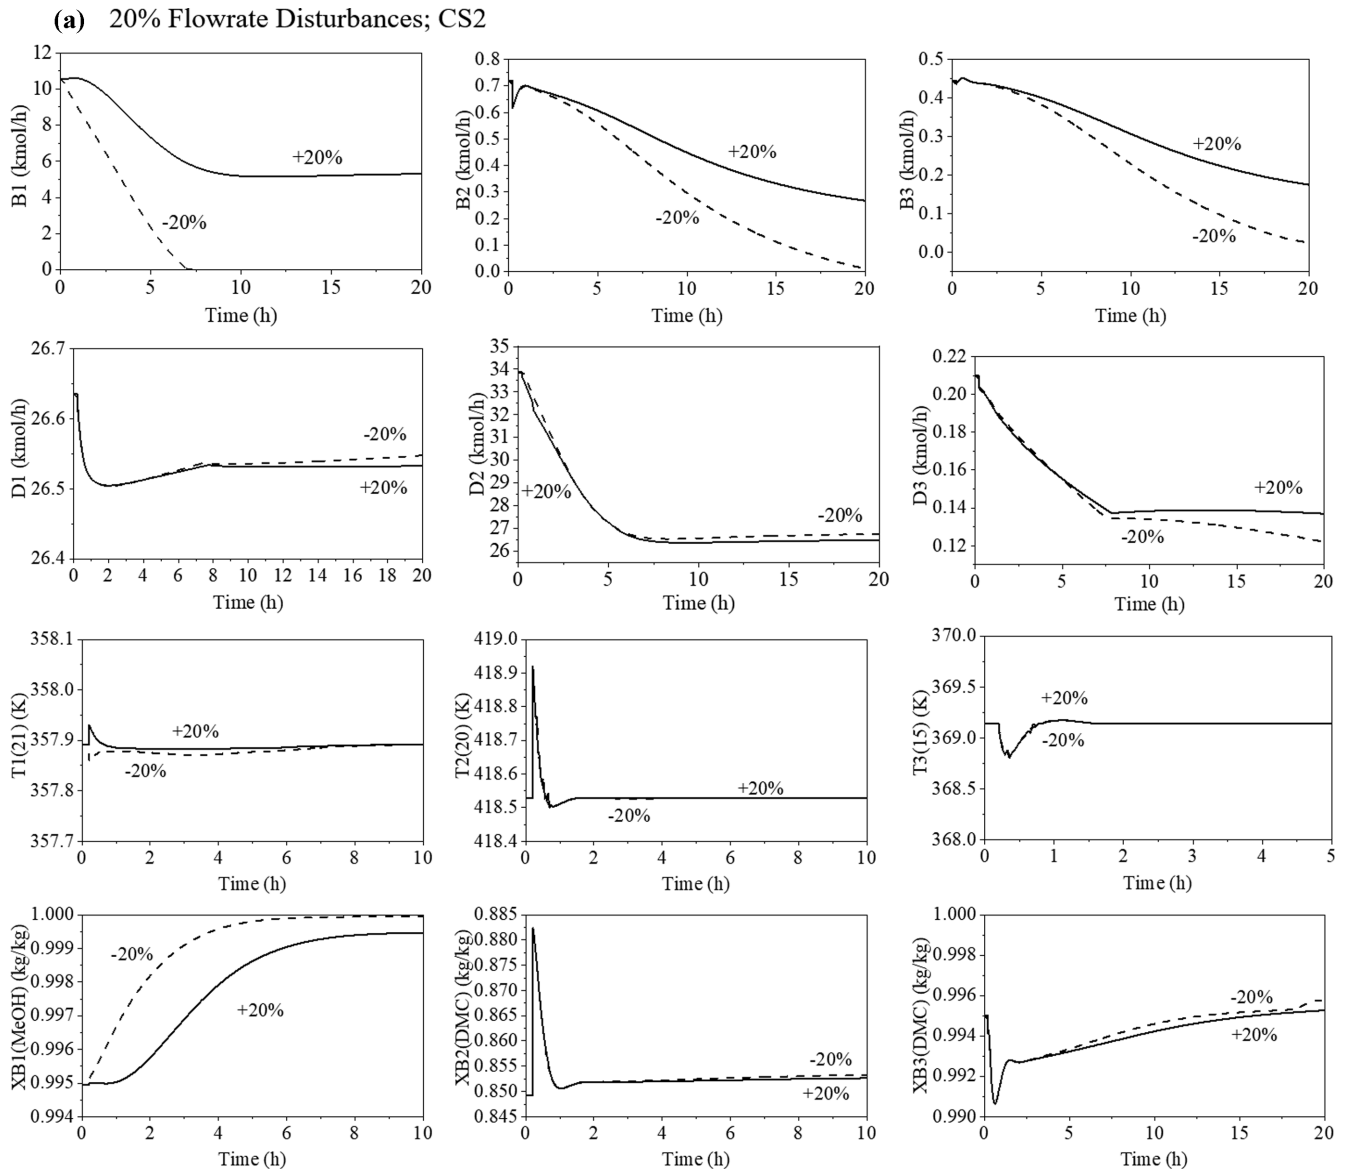 (a) 20% Flowrate Disturbances; CS2
B1 (kmol/h)
12
10
8
6
4
2
0
+20%
-20%
0 5 10 15 20
Time (h)
B2 (kmol/h)
0.8
0.7
0.6
0.5
0.4
0.3
0.2
0.1
0.0
+20%
-20%
0 5 10 15 20
Time (h)
B3 (kmol/h)
0.5
0.4
0.3
0.2
0.1
0.0
+20%
-20%
0 5 10 15 20
Time (h)
D1 (kmol/h)
26.7
26.6
26.5
26.4
-20%
+20%
0 2 4 6 8 10 12 14 16 18 20
Time (h)
D2 (kmol/h)
35
34
33
32
31
30
29
28
27
26
+20%
-20%
0 5 10 15 20
Time (h)
D3 (kmol/h)
0.22
0.20
0.18
0.16
0.14
0.12
+20%
-20%
0 5 10 15 20
Time (h)
T1(21) (K)
358.1
358.0
357.9
357.8
357.7
+20%
-20%
0 2 4 6 8 10
Time (h)
T2(20) (K)
419.0
418.9
418.8
418.7
418.6
418.5
418.4
+20%
-20%
0 2 4 6 8 10
Time (h)
T3(15) (K)
370.0
369.5
369.0
368.5
368.0
+20%
-20%
0 1 2 3 4 5
Time (h)
XB1(MeOH) (kg/kg)
1.000
0.999
0.998
0.997
0.996
0.995
0.994
-20%
+20%
0 2 4 6 8 10
Time (h)
XB2(DMC) (kg/kg)
0.885
0.880
0.875
0.870
0.865
0.860
0.855
0.850
0.845
-20%
+20%
0 2 4 6 8 10
Time (h)
XB3(DMC) (kg/kg)
1.000
0.998
0.996
0.994
0.992
0.990
-20%
+20%
0 5 10 15 20
Time (h)